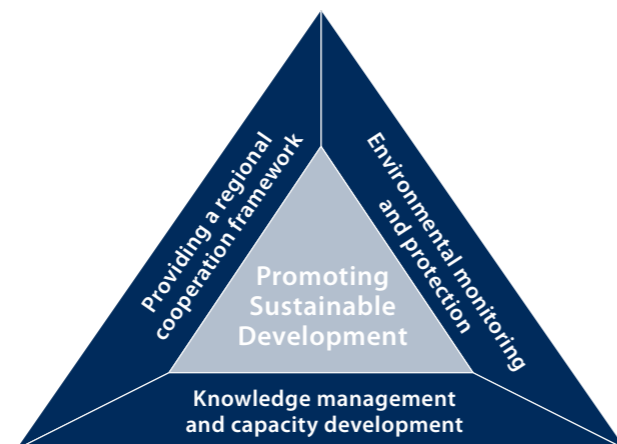 Providing a regional
cooperation framework
Environmental monitoring
and protection
Promoting
Sustainable
Development
Knowledge management
and capacity development